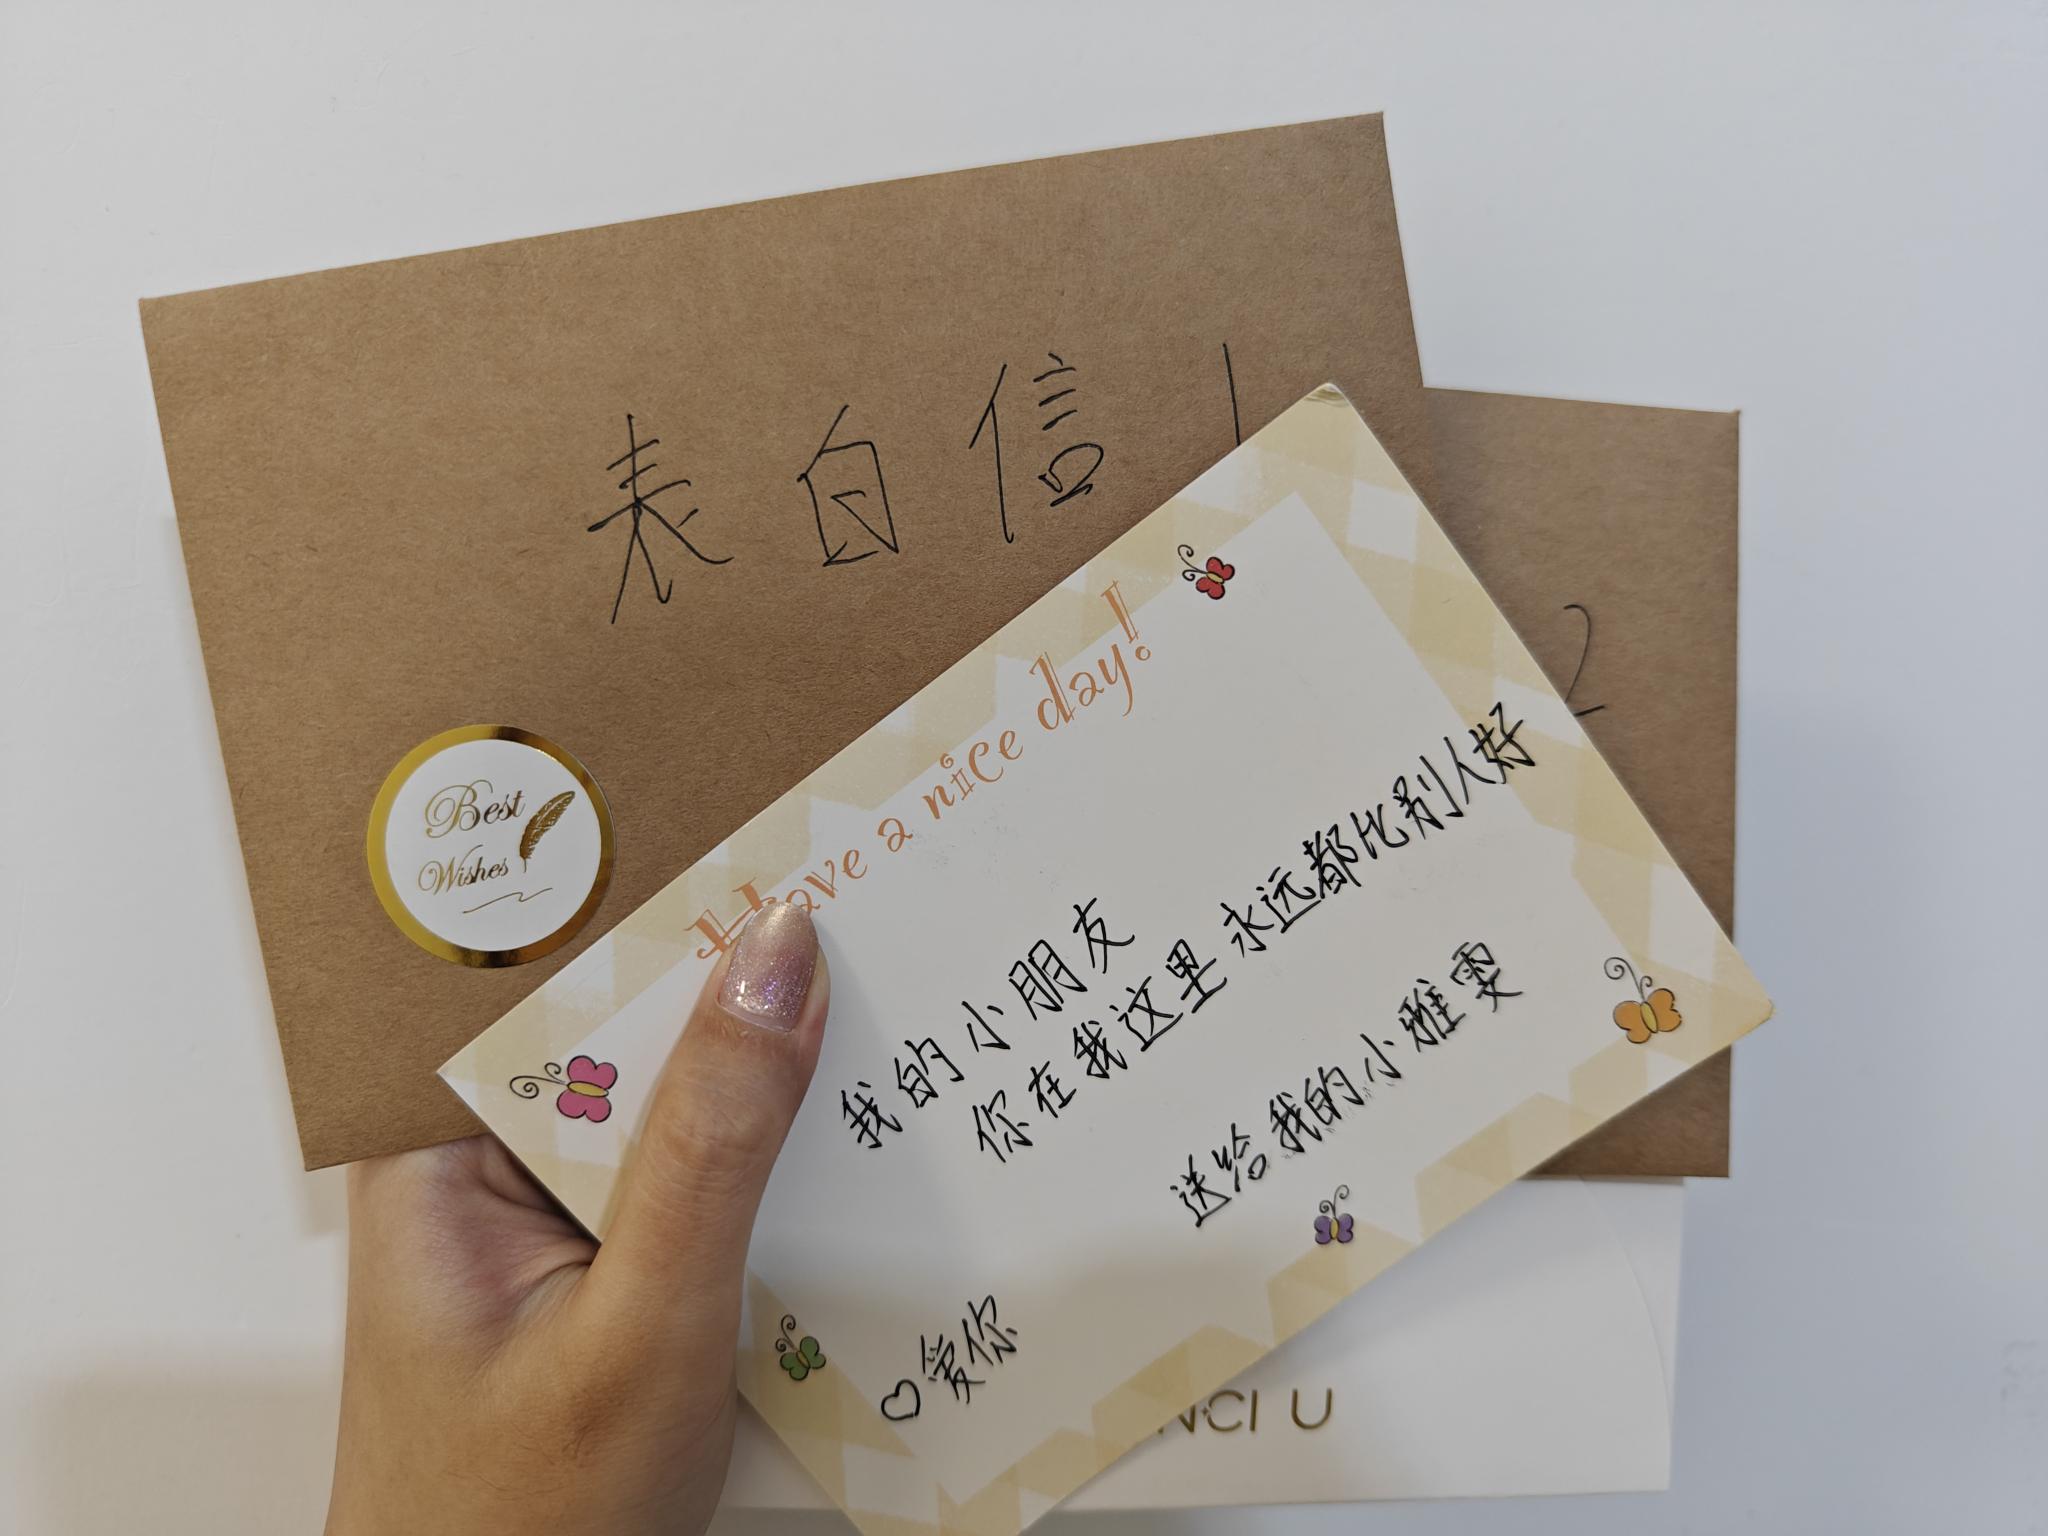 表白信 1
2
Best
Wishes
Have a nice day!
我的小朋友
你在我这里永远都比别人好
送给我的小雅雯
♡爱你
NCI U